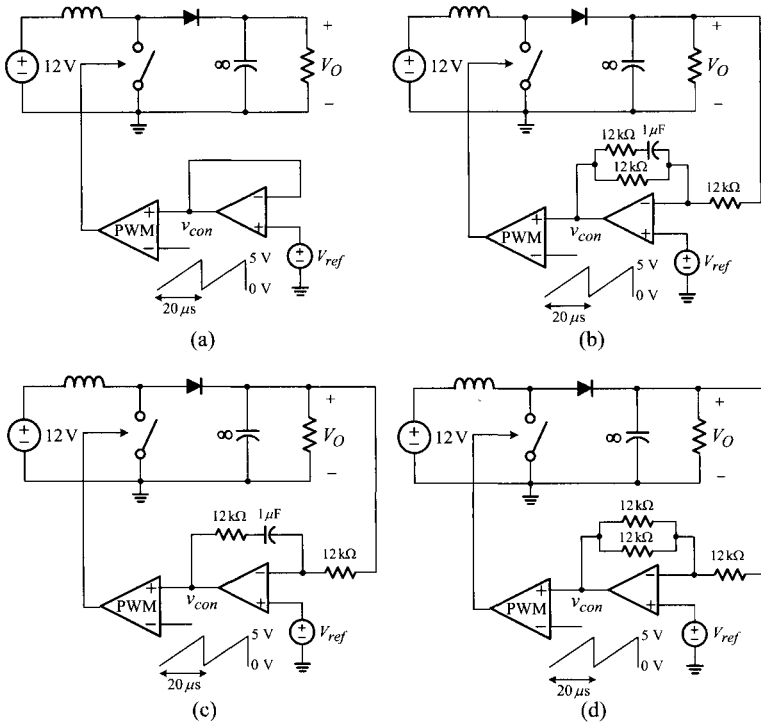 12 V
∞
+
V_O
−
PWM
+
−
v_con
−
+
V_ref
5 V
0 V
20 μs
(a)
12 V
∞
+
V_O
−
12 kΩ
1 μF
12 kΩ
12 kΩ
PWM
+
−
v_con
−
+
V_ref
5 V
0 V
20 μs
(b)
12 V
∞
+
V_O
−
12 kΩ
1 μF
12 kΩ
PWM
+
−
v_con
−
+
V_ref
5 V
0 V
20 μs
(c)
12 V
∞
+
V_O
−
12 kΩ
12 kΩ
12 kΩ
PWM
+
−
v_con
−
+
V_ref
5 V
0 V
20 μs
(d)